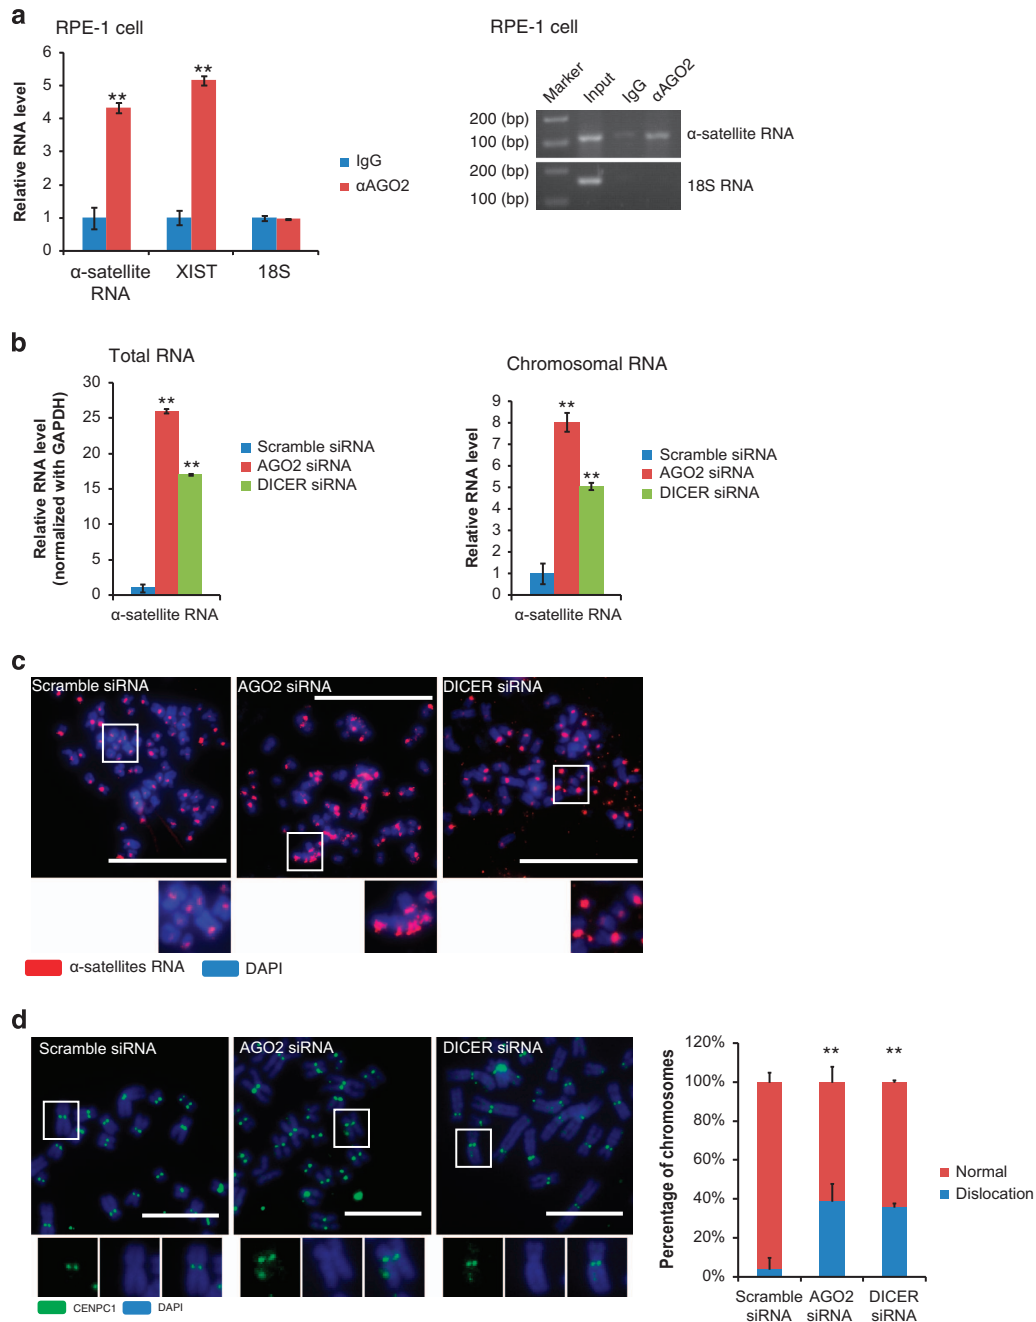 a
RPE-1 cell
Relative RNA level
6
5
4
3
2
1
0
**
**
α-satellite RNA
XIST
18S
IgG
αAGO2
RPE-1 cell
Marker
Input
IgG
αAGO2
200 (bp)
100 (bp)
α-satellite RNA
200 (bp)
100 (bp)
18S RNA
b
Total RNA
Relative RNA level
(normalized with GAPDH)
30
25
20
15
10
5
0
**
**
α-satellite RNA
Scramble siRNA
AGO2 siRNA
DICER siRNA
Chromosomal RNA
Relative RNA level
9
8
7
6
5
4
3
2
1
0
**
**
α-satellite RNA
Scramble siRNA
AGO2 siRNA
DICER siRNA
c
Scramble siRNA
AGO2 siRNA
DICER siRNA
α-satellites RNA
DAPI
d
Scramble siRNA
AGO2 siRNA
DICER siRNA
CENPC1
DAPI
Percentage of chromosomes
120%
100%
80%
60%
40%
20%
0%
**
**
Scramble siRNA
AGO2 siRNA
DICER siRNA
Normal
Dislocation